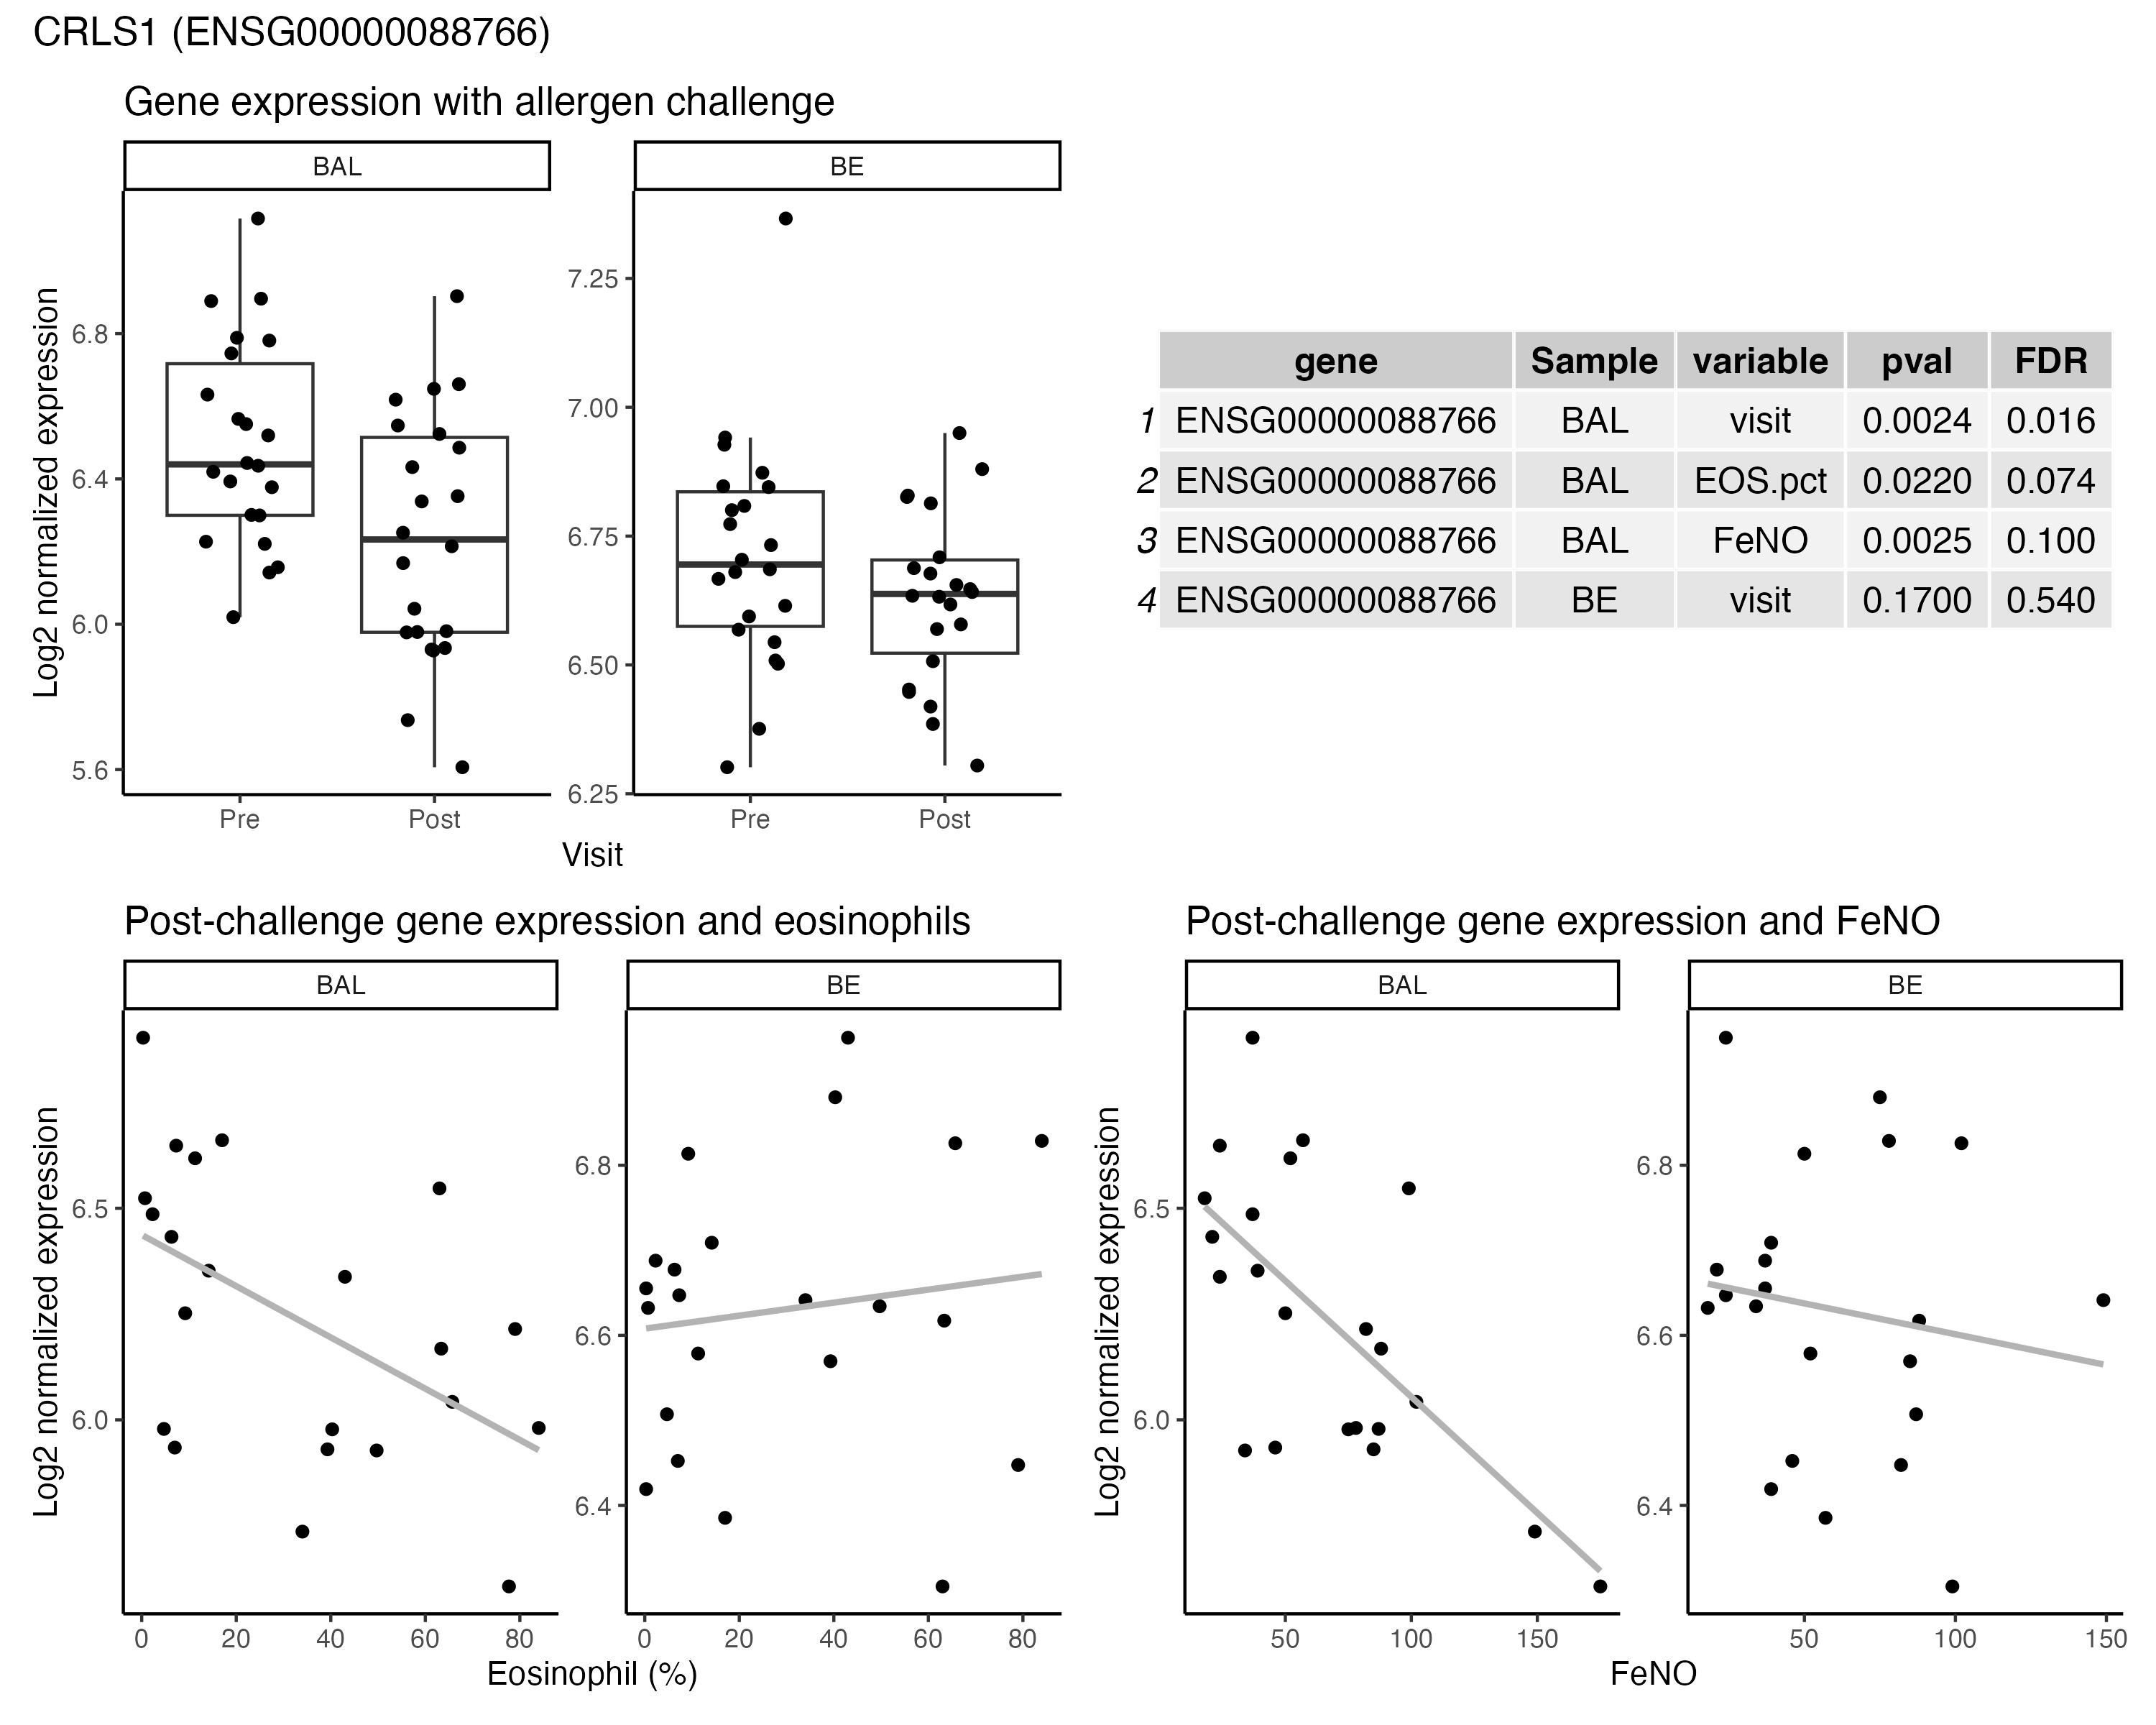 CRLS1 (ENSG00000088766)
Gene expression with allergen challenge
BAL
BE
Log2 normalized expression
6.8
6.4
6.0
5.6
7.25
7.00
6.75
6.50
6.25
Pre
Post
Pre
Post
Visit
gene Sample variable pval FDR
1 ENSG00000088766 BAL visit 0.0024 0.016
2 ENSG00000088766 BAL EOS.pct 0.0220 0.074
3 ENSG00000088766 BAL FeNO 0.0025 0.100
4 ENSG00000088766 BE visit 0.1700 0.540
Post-challenge gene expression and eosinophils
BAL
BE
Log2 normalized expression
6.5
6.0
6.8
6.6
6.4
0 20 40 60 80
0 20 40 60 80
Eosinophil (%)
Post-challenge gene expression and FeNO
BAL
BE
Log2 normalized expression
6.5
6.0
6.8
6.6
6.4
50 100 150
50 100 150
FeNO